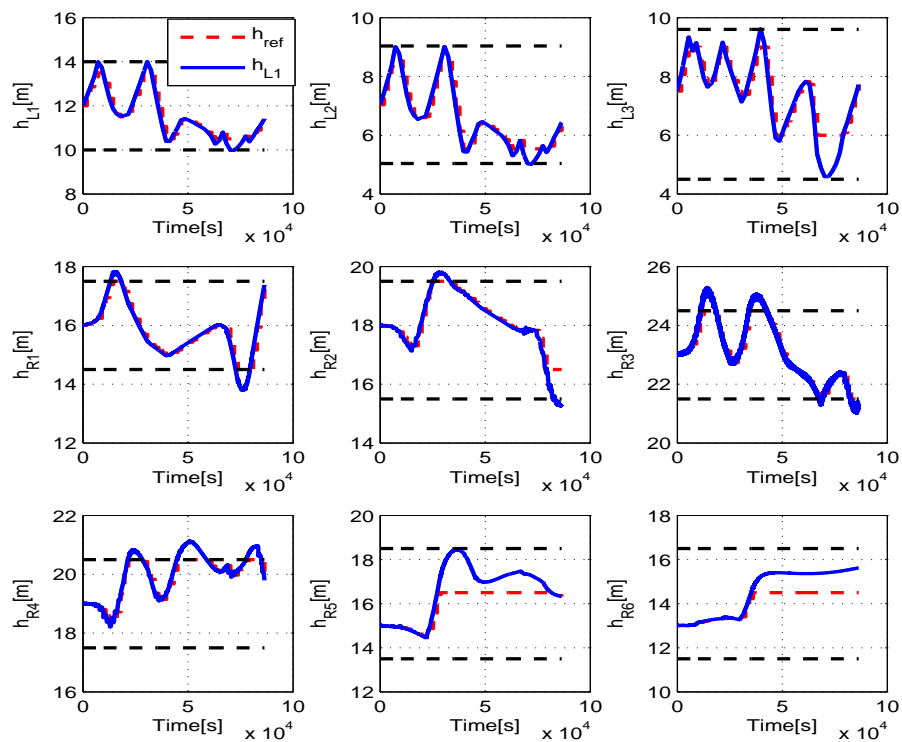 16
14
12
10
8
h_L1[m]
0 5 10
Time[s]
x 10^4
h_ref
h_L1
10
8
6
4
h_L2[m]
0 5 10
Time[s]
x 10^4
10
8
6
4
h_L3[m]
0 5 10
Time[s]
x 10^4
18
16
14
12
h_R1[m]
0 5 10
Time[s]
x 10^4
20
18
16
14
h_R2[m]
0 5 10
Time[s]
x 10^4
26
24
22
20
h_R3[m]
0 5 10
Time[s]
x 10^4
22
20
18
16
h_R4[m]
0 5 10
Time[s]
x 10^4
20
18
16
14
12
h_R5[m]
0 5 10
Time[s]
x 10^4
18
16
14
12
10
h_R6[m]
0 5 10
Time[s]
x 10^4